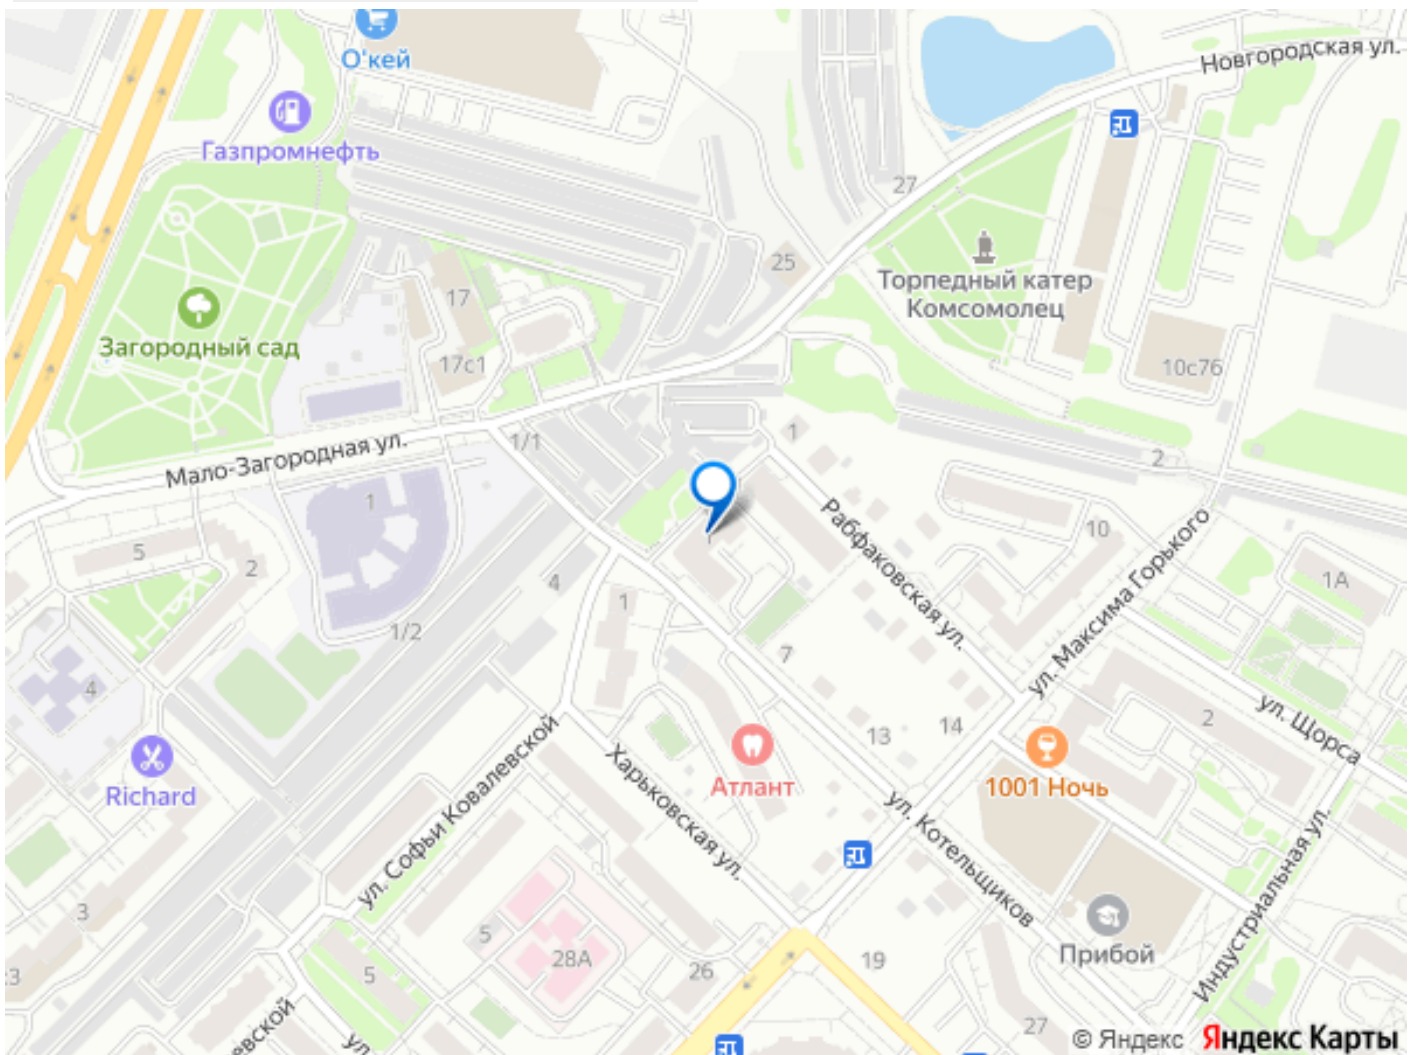 О'кей
Новгородская ул.
Газпромнефть
27
25
Торпедный катер
Комсомолец
17
Загородный сад
17с1
10с76
1/1
1
Мало-Загородная ул.
2
1
Рабфаковская ул.
10
ул. Максима Горького
5
2
1А
4
1
1/2
7
4
ул. Щорса
2
14
13
Атлант
1001 Ночь
Richard
ул. Софьи Ковалевской
Харьковская ул.
ул. Котельщиков
Индустриальная ул.
3
5
28А
Прибой
19
26
5
3
27
евской
ул.
© Яндекс Яндекс Карты